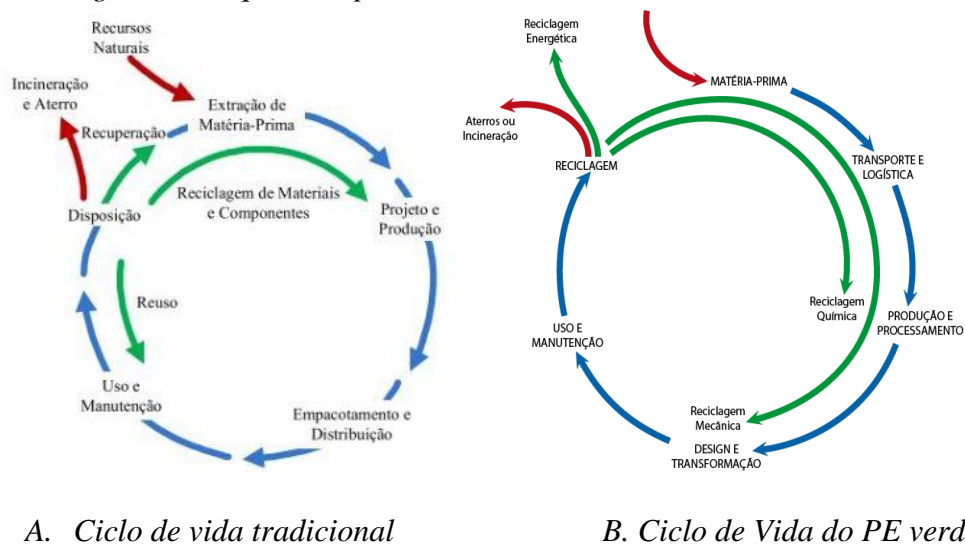 Recursos
Naturais
Incineração
e Aterro
Extração de
Matéria-Prima
Recuperação
Reciclagem de Materiais
e Componentes
Disposição
Projeto e
Produção
Reuso
Uso e
Manutenção
Empacotamento e
Distribuição
A. Ciclo de vida tradicional
Reciclagem
Energética
MATÉRIA-PRIMA
Aterros ou
Incineração
RECICLAGEM
TRANSPORTE E
LOGÍSTICA
Reciclagem
Química
PRODUÇÃO E
PROCESSAMENTO
USO E
MANUTENÇÃO
Reciclagem
Mecânica
DESIGN E
TRANSFORMAÇÃO
B. Ciclo de Vida do PE verd